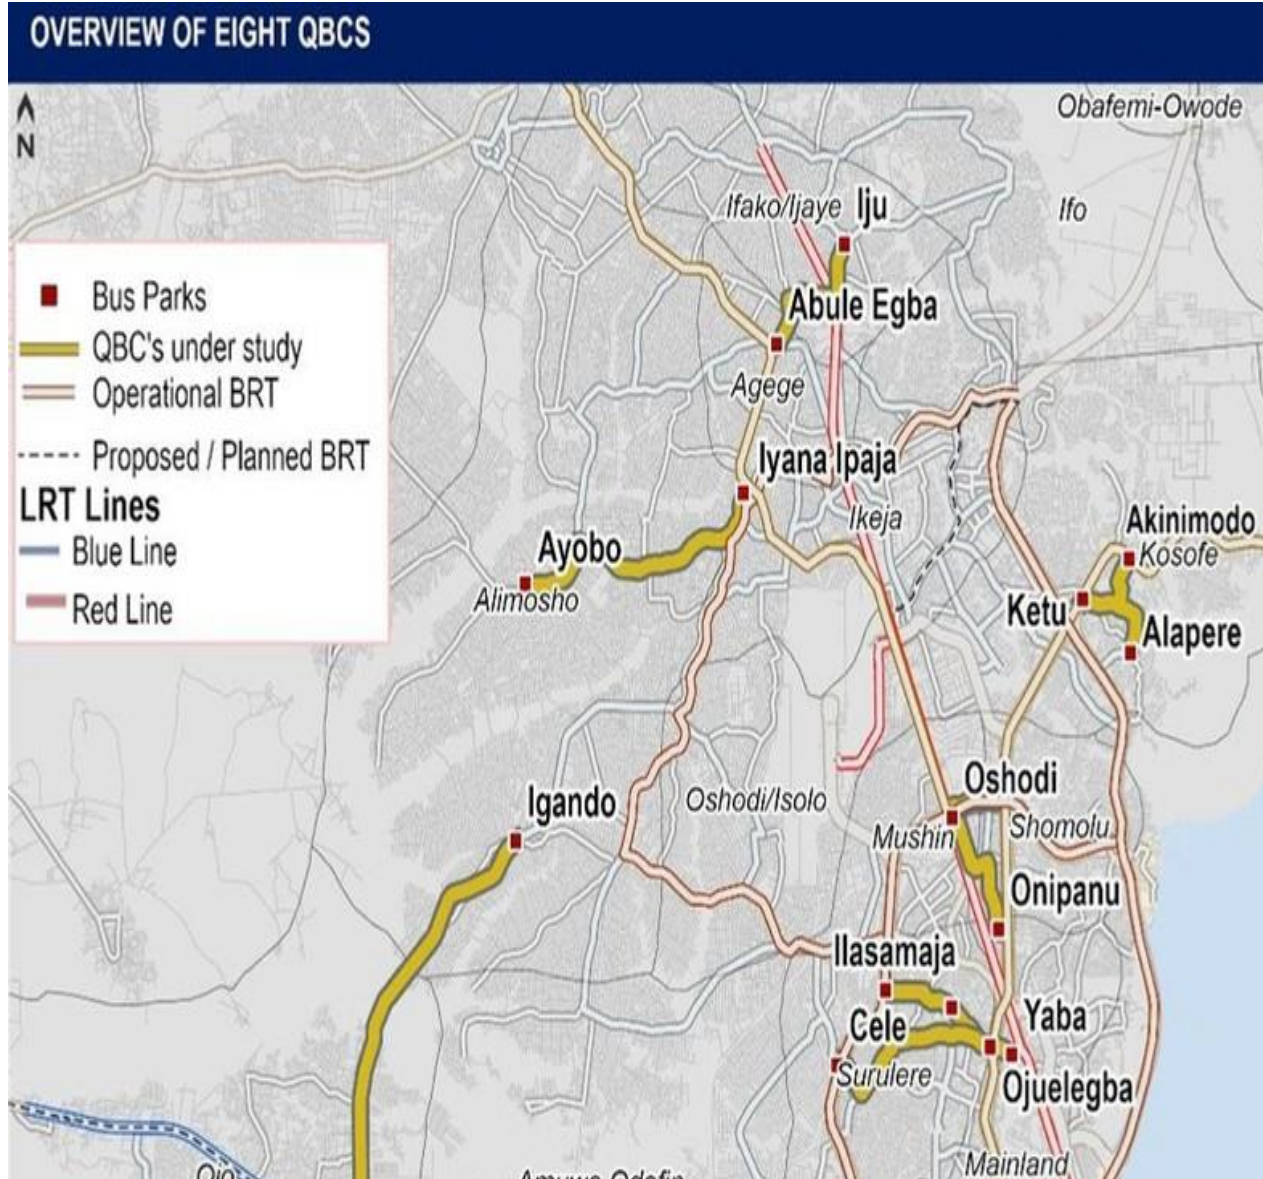 OVERVIEW OF EIGHT QBCS
N
Obafemi-Owode
Ifako/Ijaye
Iju
Ifo
Bus Parks
QBC's under study
Operational BRT
Proposed / Planned BRT
LRT Lines
Blue Line
Red Line
Abule Egba
Agege
Iyana Ipaja
Ikeja
Akinimodo
Kosofe
Ayobo
Alimosho
Ketu
Alapere
Oshodi
Igando
Oshodi/Isolo
Mushin
Shomolu
Onipanu
Ilasamaja
Yaba
Cele
Surulere
Ojuelegba
Mainland